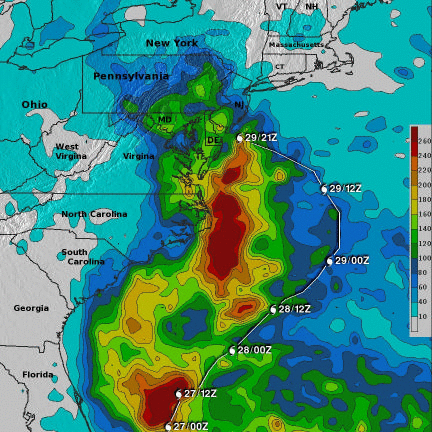 VT NH
New York
Massachusetts
CT
Pennsylvania
Ohio
NJ
MD
DE
29/21Z
West
Virginia
Virginia
29/12Z
North Carolina
South
Carolina
29/00Z
Georgia
28/12Z
28/00Z
Florida
27/12Z
27/00Z
260
240
220
200
180
160
140
120
100
80
60
40
20
10